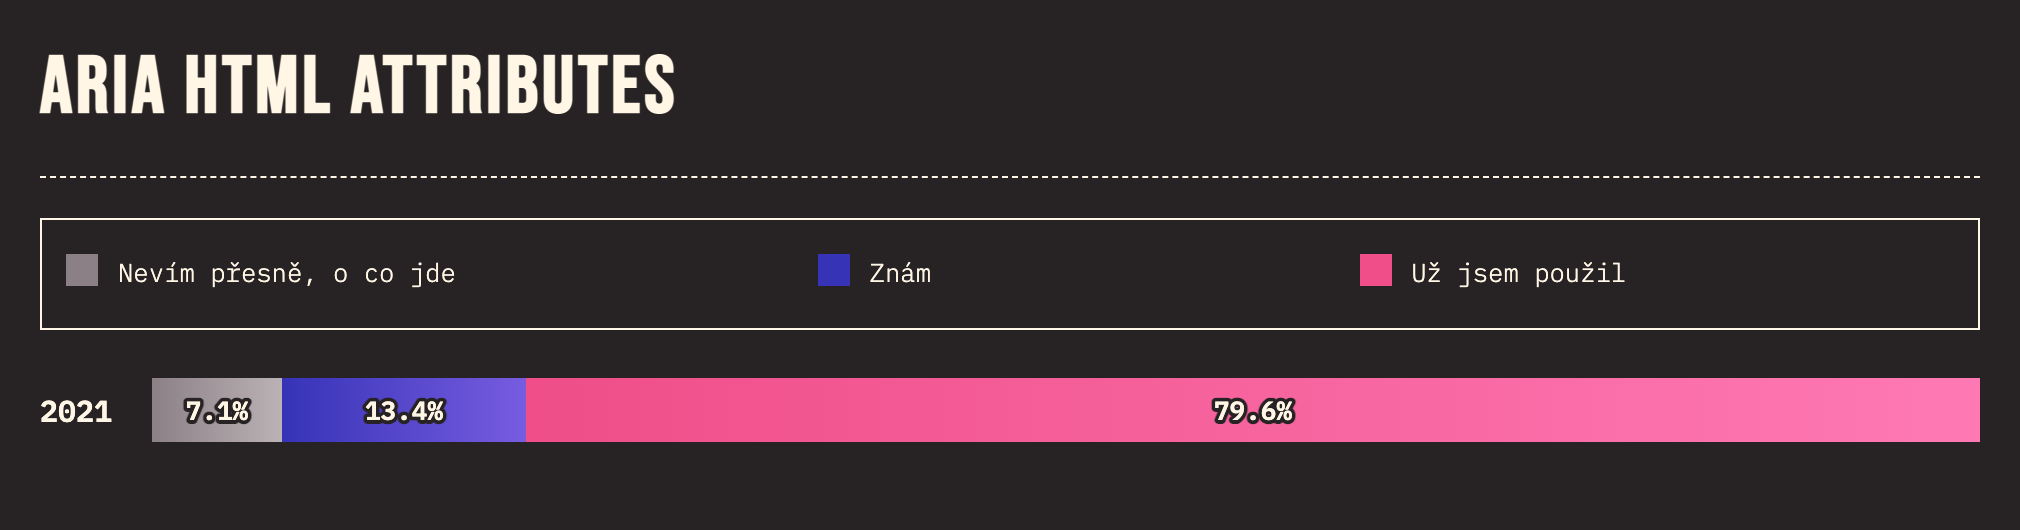 ARIA HTML ATTRIBUTES
Nevím přesně, o co jde
Znám
Už jsem použil
2021 7.1% 13.4% 79.6%